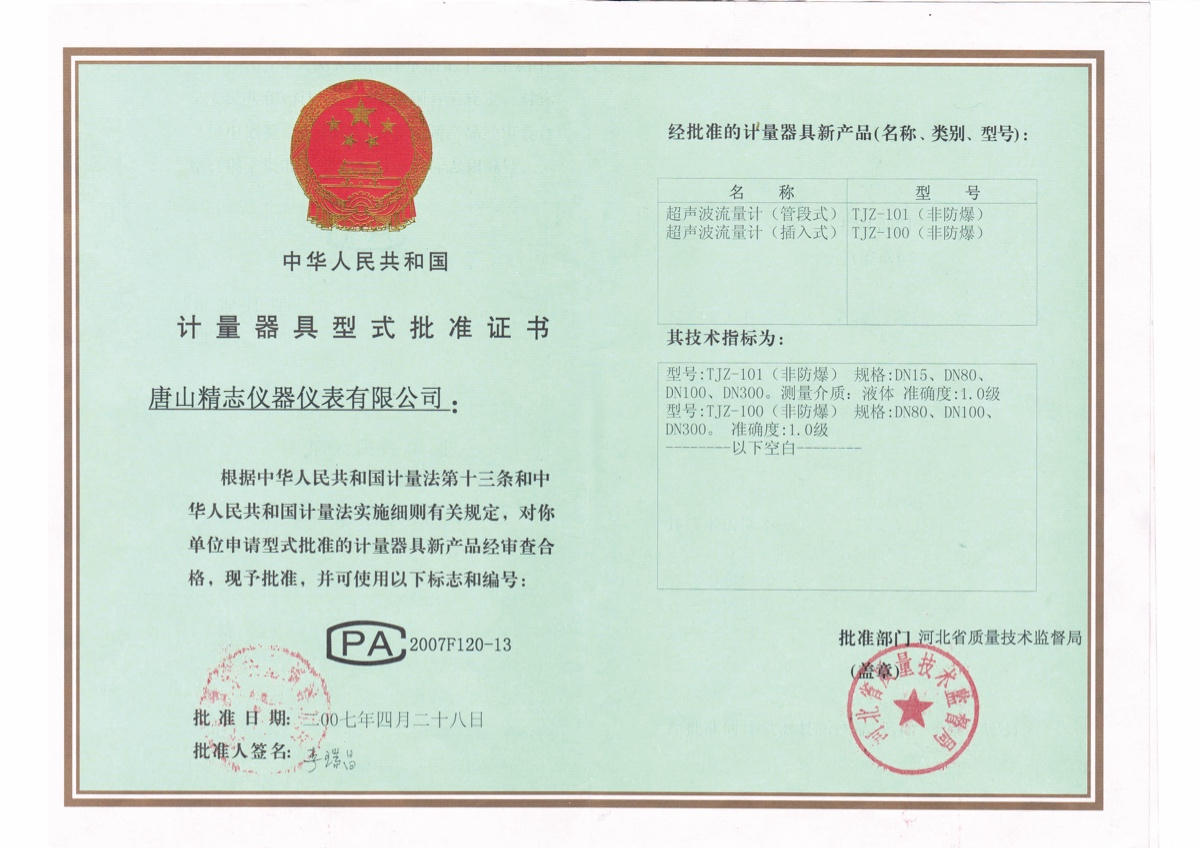 中华人民共和国
计量器具型式批准证书
唐山精志仪器仪表有限公司：
根据中华人民共和国计量法第十三条和中
华人民共和国计量法实施细则有关规定，对你
单位申请型式批准的计量器具新产品经审查合
格，现予批准，并可使用以下标志和编号：
CPA 2007F120-13
批准日期：二00七年四月二十八日
批准人签名：
经批准的计量器具新产品(名称、类别、型号)：
名 称 型 号
超声波流量计（管段式） TJZ-101（非防爆）
超声波流量计（插入式） TJZ-100（非防爆）
其技术指标为：
型号:TJZ-101（非防爆） 规格:DN15、DN80、
DN100、DN300。测量介质：液体 准确度:1.0级
型号:TJZ-100（非防爆） 规格:DN80、DN100、
DN300。 准确度:1.0级
--------以下空白--------
批准部门 河北省质量技术监督局
(盖章)
河北省质量技术监督局